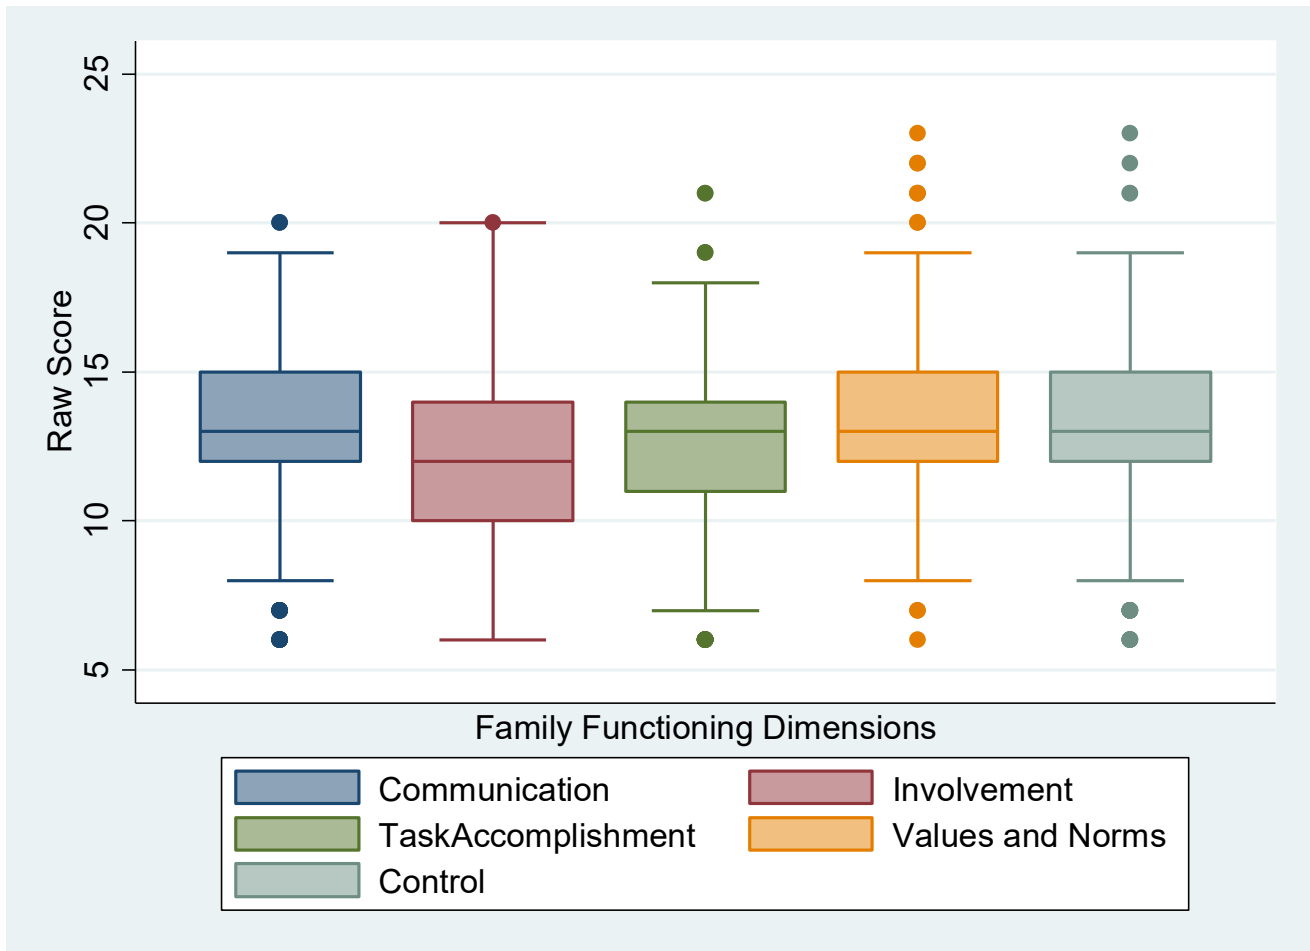 25
20
15
10
5
Raw Score
Family Functioning Dimensions
Communication
Involvement
TaskAccomplishment
Values and Norms
Control